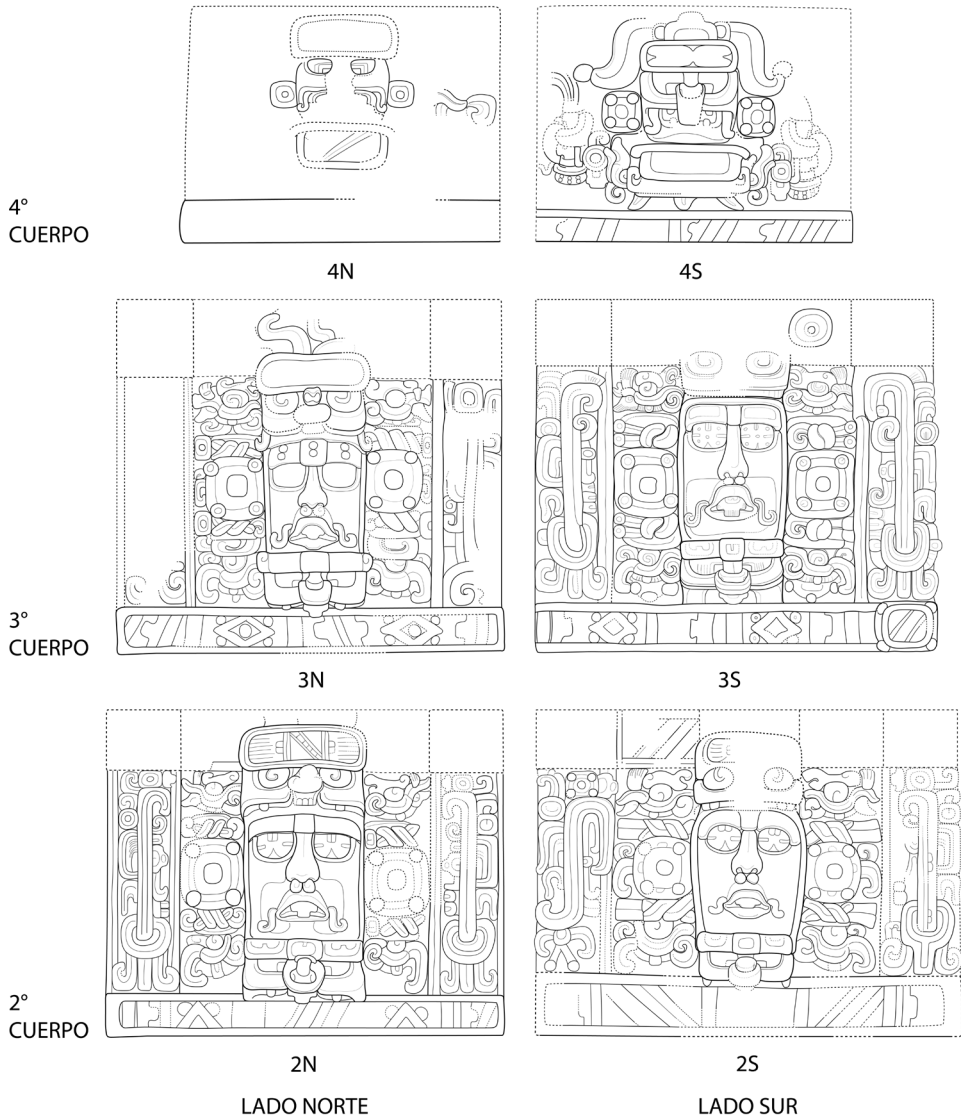 4°
CUERPO
4N
4S
3°
CUERPO
3N
3S
2°
CUERPO
2N
2S
LADO NORTE
LADO SUR